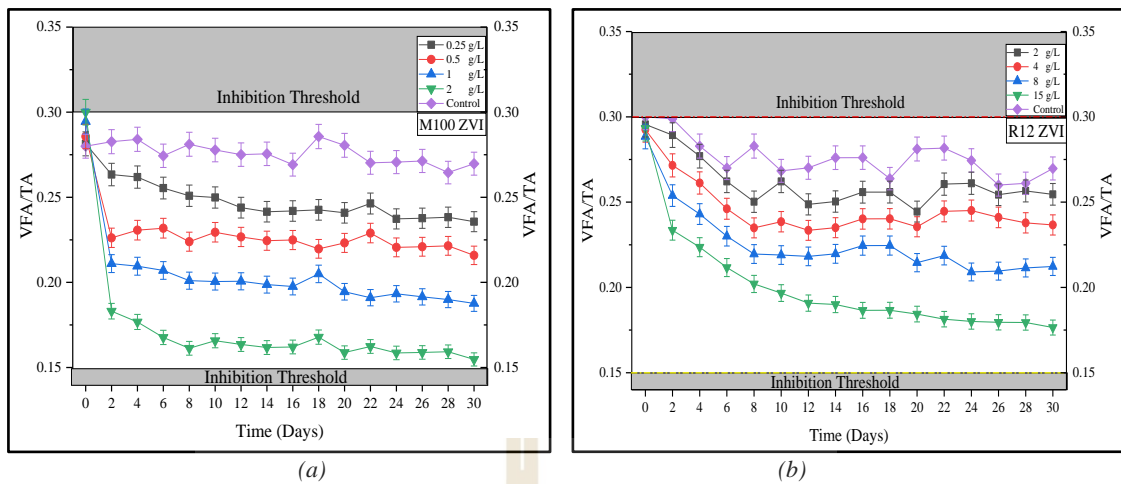 0.35
0.30
0.25
0.20
0.15
VFA/TA
Inhibition Threshold
0.25 g/L
0.5 g/L
1 g/L
2 g/L
Control
M100 ZVI
Inhibition Threshold
0.35
0.30
0.25
0.20
0.15
VFA/TA
0 2 4 6 8 10 12 14 16 18 20 22 24 26 28 30
Time (Days)
(a)
0.35
0.30
0.25
0.20
0.15
VFA/TA
Inhibition Threshold
2 g/L
4 g/L
8 g/L
15 g/L
Control
R12 ZVI
Inhibition Threshold
0.35
0.30
0.25
0.20
0.15
VFA/TA
0 2 4 6 8 10 12 14 16 18 20 22 24 26 28 30
Time (Days)
(b)